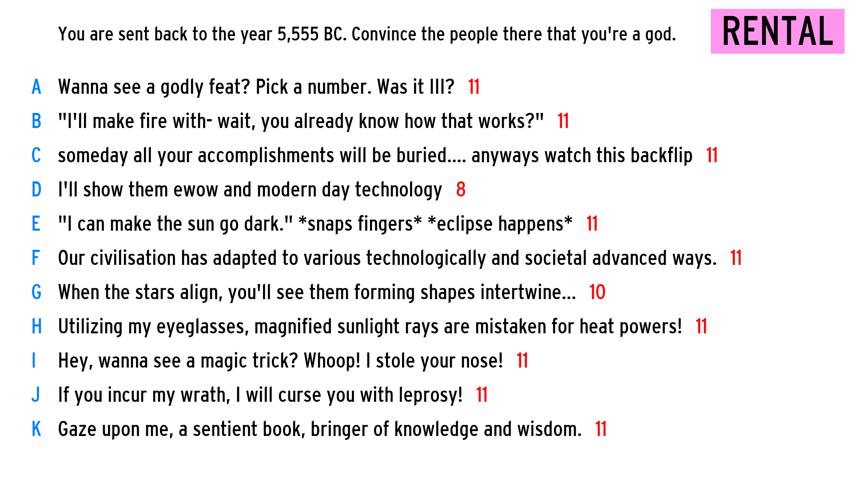 You are sent back to the year 5,555 BC. Convince the people there that you're a god.
RENTAL
A Wanna see a godly feat? Pick a number. Was it III? 11
B "I'll make fire with- wait, you already know how that works?" 11
C someday all your accomplishments will be buried.... anyways watch this backflip 11
D I'll show them ewow and modern day technology 8
E "I can make the sun go dark." *snaps fingers* *eclipse happens* 11
F Our civilisation has adapted to various technologically and societal advanced ways. 11
G When the stars align, you'll see them forming shapes intertwine... 10
H Utilizing my eyeglasses, magnified sunlight rays are mistaken for heat powers! 11
I Hey, wanna see a magic trick? Whoop! I stole your nose! 11
J If you incur my wrath, I will curse you with leprosy! 11
K Gaze upon me, a sentient book, bringer of knowledge and wisdom. 11